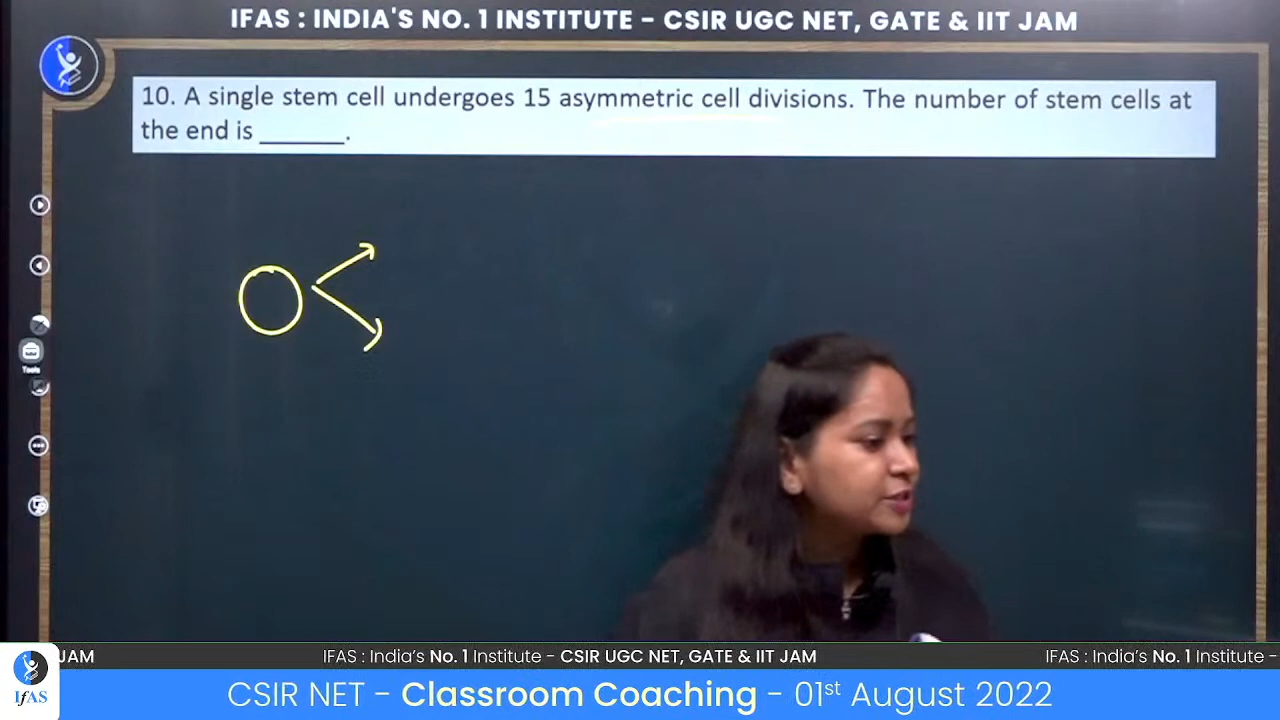 IFAS : INDIA'S NO. 1 INSTITUTE - CSIR UGC NET, GATE & IIT JAM
10. A single stem cell undergoes 15 asymmetric cell divisions. The number of stem cells at
the end is ______.
Tools
JAM
IFAS : India's No. 1 Institute - CSIR UGC NET, GATE & IIT JAM
IFAS : India's No. 1 Institute -
IfAS
CSIR NET - Classroom Coaching - 01st August 2022